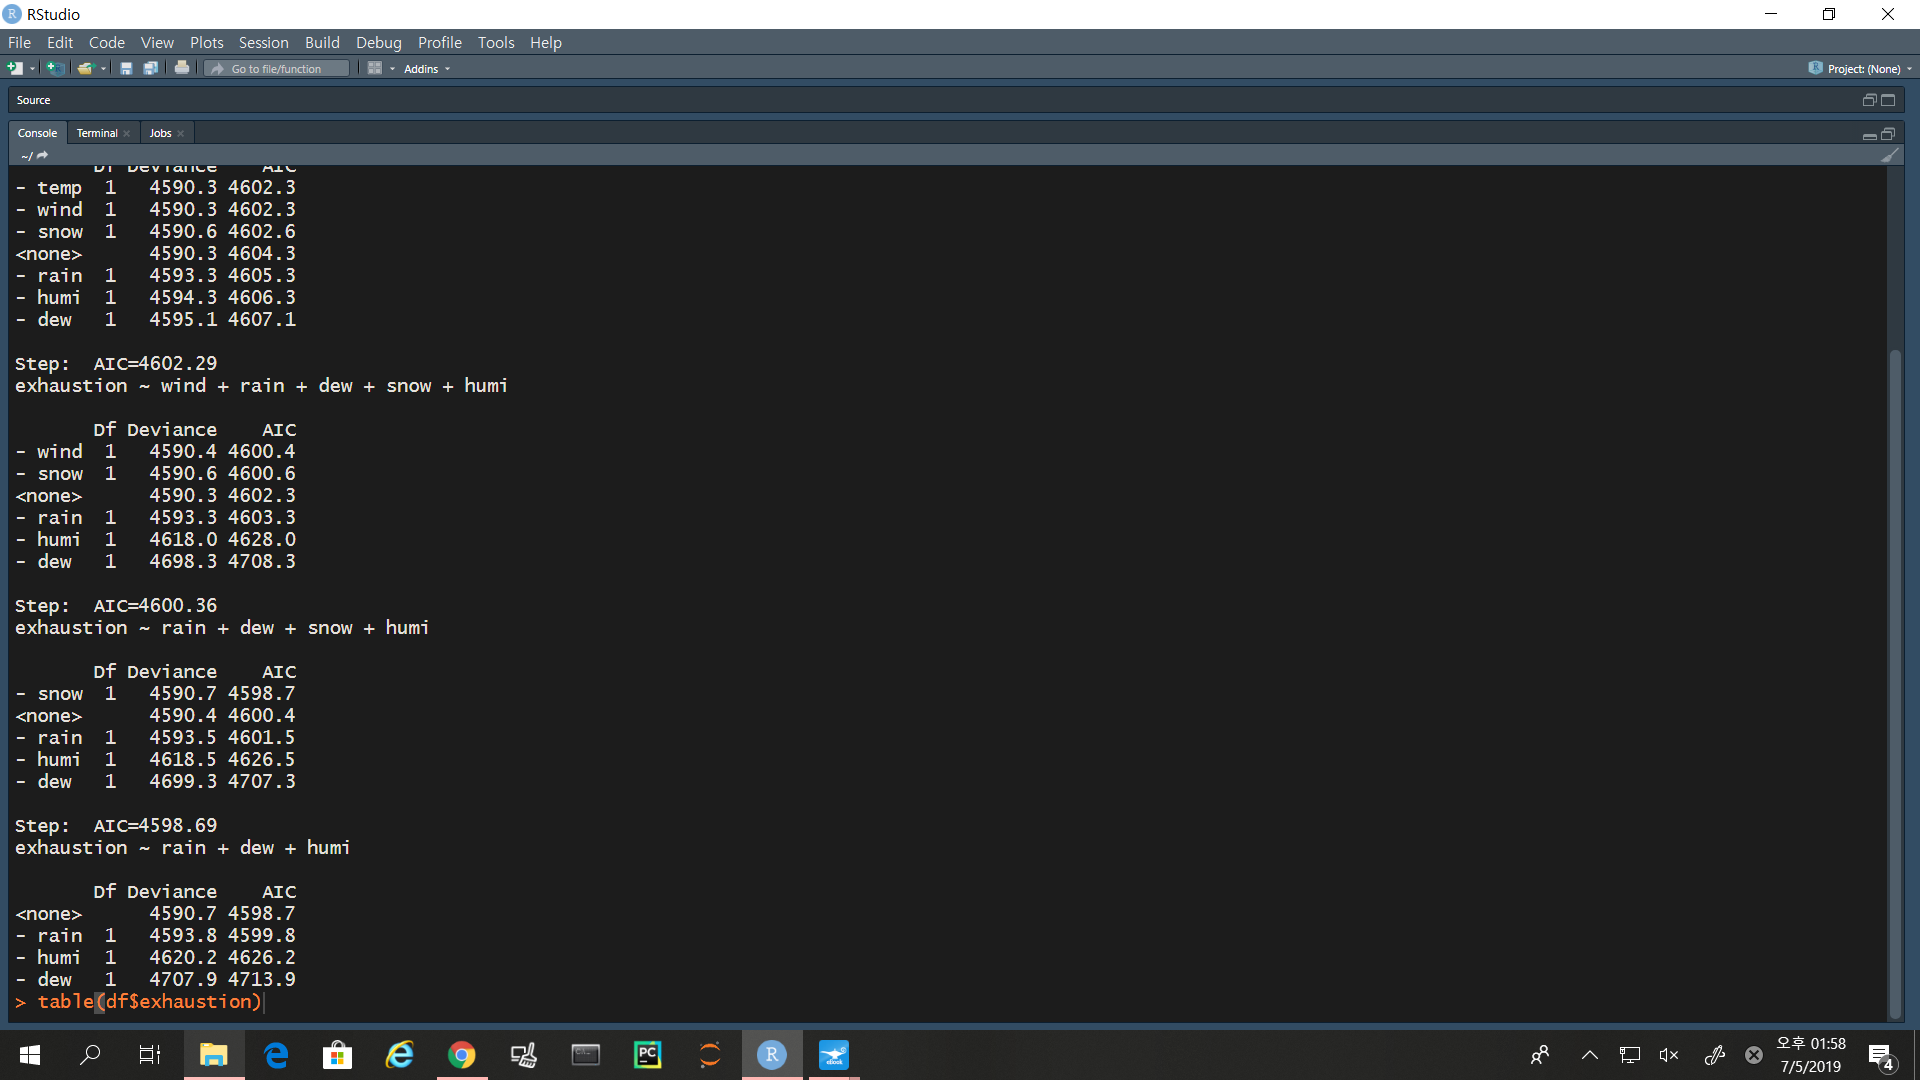 RStudio
File Edit Code View Plots Session Build Debug Profile Tools Help
Go to file/function Addins Project: (None)
Source
Console Terminal Jobs
~/
Df Deviance AIC
- temp 1 4590.3 4602.3
- wind 1 4590.3 4602.3
- snow 1 4590.6 4602.6
<none> 4590.3 4604.3
- rain 1 4593.3 4605.3
- humi 1 4594.3 4606.3
- dew 1 4595.1 4607.1
Step: AIC=4602.29
exhaustion ~ wind + rain + dew + snow + humi
Df Deviance AIC
- wind 1 4590.4 4600.4
- snow 1 4590.6 4600.6
<none> 4590.3 4602.3
- rain 1 4593.3 4603.3
- humi 1 4618.0 4628.0
- dew 1 4698.3 4708.3
Step: AIC=4600.36
exhaustion ~ rain + dew + snow + humi
Df Deviance AIC
- snow 1 4590.7 4598.7
<none> 4590.4 4600.4
- rain 1 4593.5 4601.5
- humi 1 4618.5 4626.5
- dew 1 4699.3 4707.3
Step: AIC=4598.69
exhaustion ~ rain + dew + humi
Df Deviance AIC
<none> 4590.7 4598.7
- rain 1 4593.8 4599.8
- humi 1 4620.2 4626.2
- dew 1 4707.9 4713.9
> table(df$exhaustion)
오후 01:58
7/5/2019
4